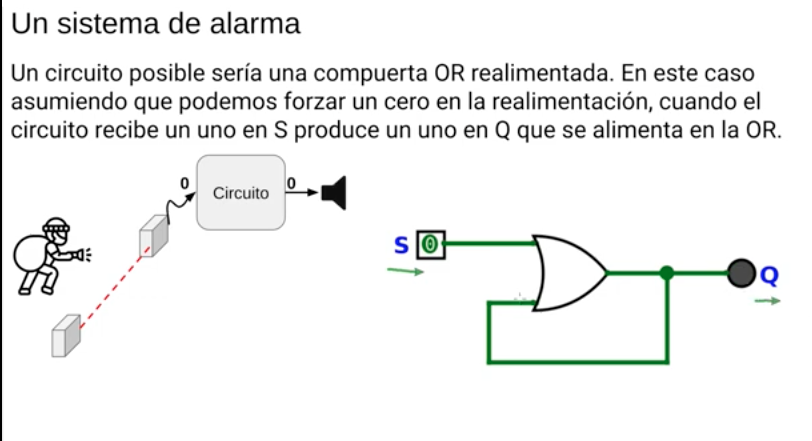 Un sistema de alarma
Un circuito posible sería una compuerta OR realimentada. En este caso
asumiendo que podemos forzar un cero en la realimentación, cuando el
circuito recibe un uno en S produce un uno en Q que se alimenta en la OR.
0
Circuito
0
S
0
Q